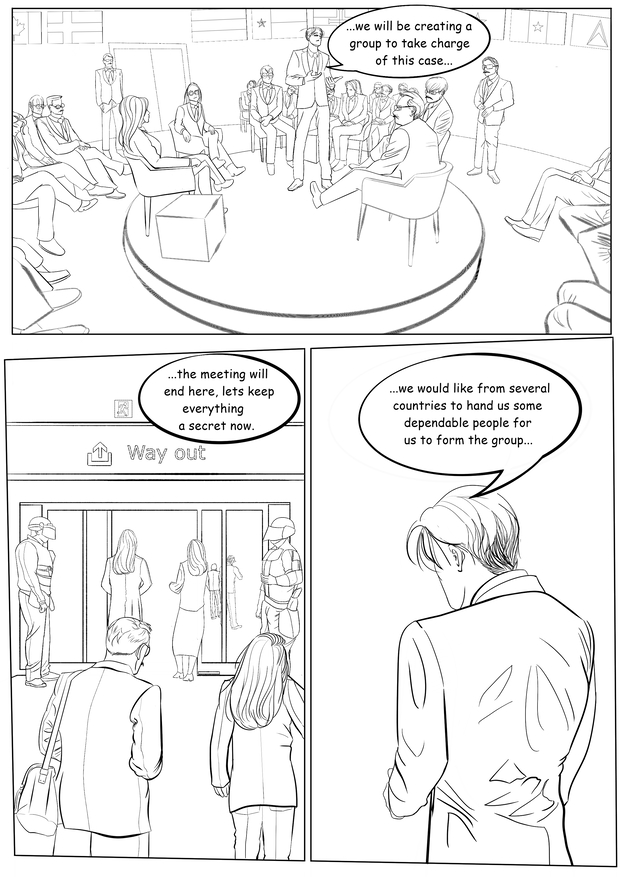 ...we will be creating a
group to take charge
of this case...
...we would like from several
countries to hand us some
dependable people for
us to form the group...
...the meeting will
end here, lets keep
everything
a secret now.
Way out